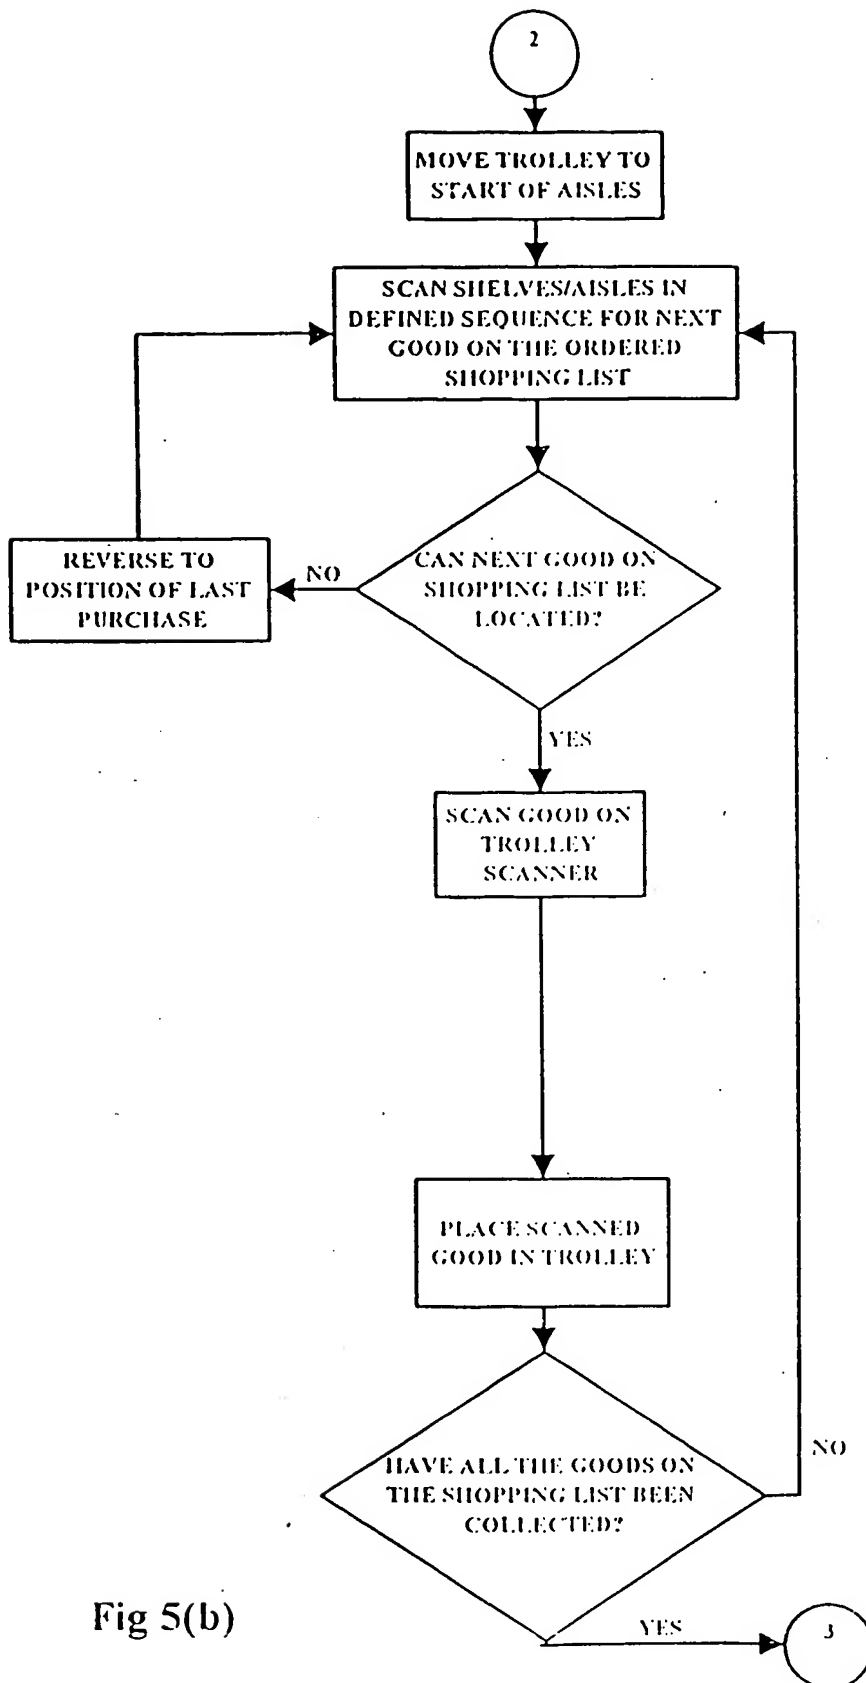 2
MOVE TROLLEY TO
START OF AISLES
SCAN SHELVES/AISLES IN
DEFINED SEQUENCE FOR NEXT
GOOD ON THE ORDERED
SHOPPING LIST
REVERSE TO
POSITION OF LAST
PURCHASE
NO
CAN NEXT GOOD ON
SHOPPING LIST BE
LOCATED?
YES
SCAN GOOD ON
TROLLEY
SCANNER
PLACE SCANNED
GOOD IN TROLLEY
HAVE ALL THE GOODS ON
THE SHOPPING LIST BEEN
COLLECTED?
NO
YES
3
Fig 5(b)